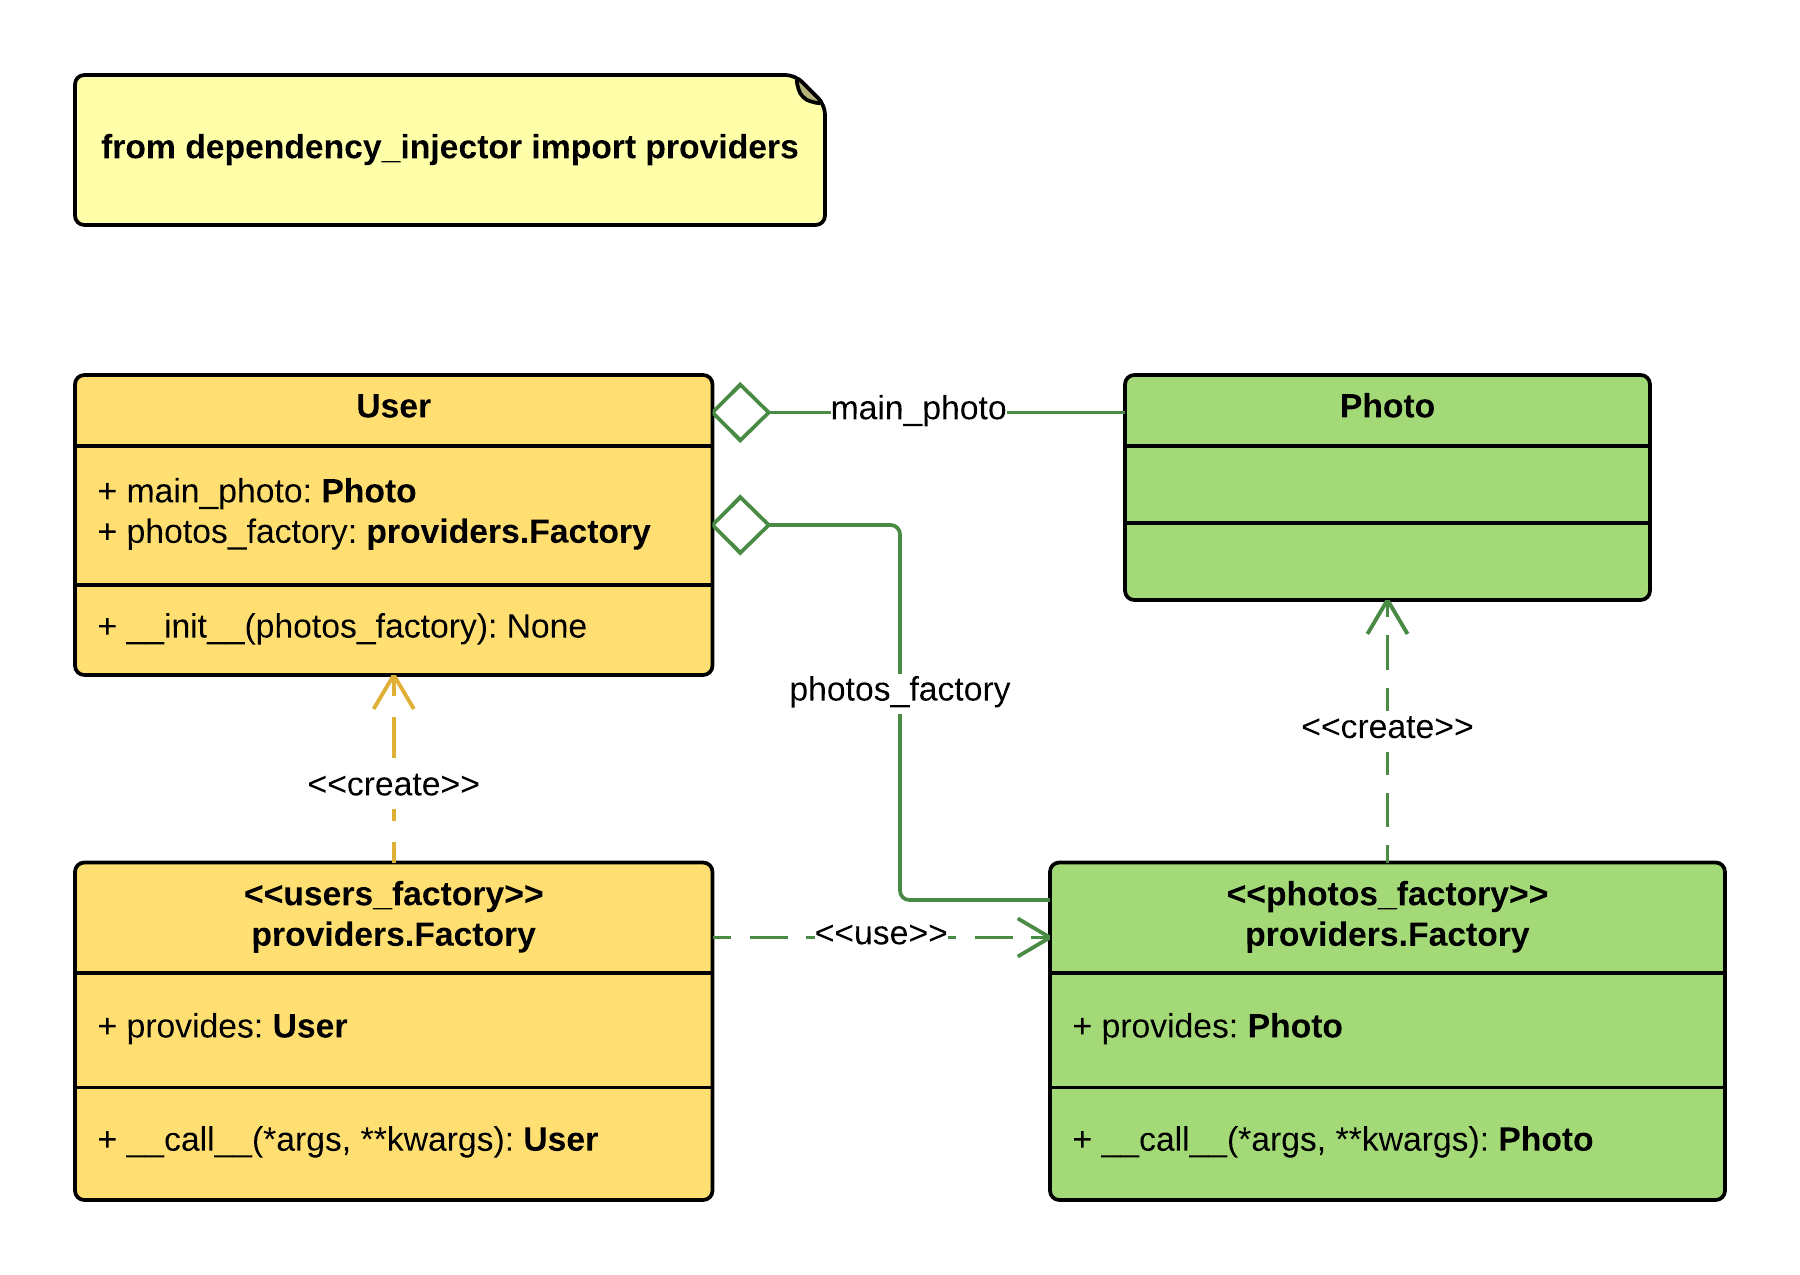 from dependency_injector import providers
User
+ main_photo: Photo
+ photos_factory: providers.Factory
+ __init__(photos_factory): None
main_photo
Photo
photos_factory
<<create>>
<<create>>
<<users_factory>>
providers.Factory
+ provides: User
+ __call__(*args, **kwargs): User
<<use>>
<<photos_factory>>
providers.Factory
+ provides: Photo
+ __call__(*args, **kwargs): Photo